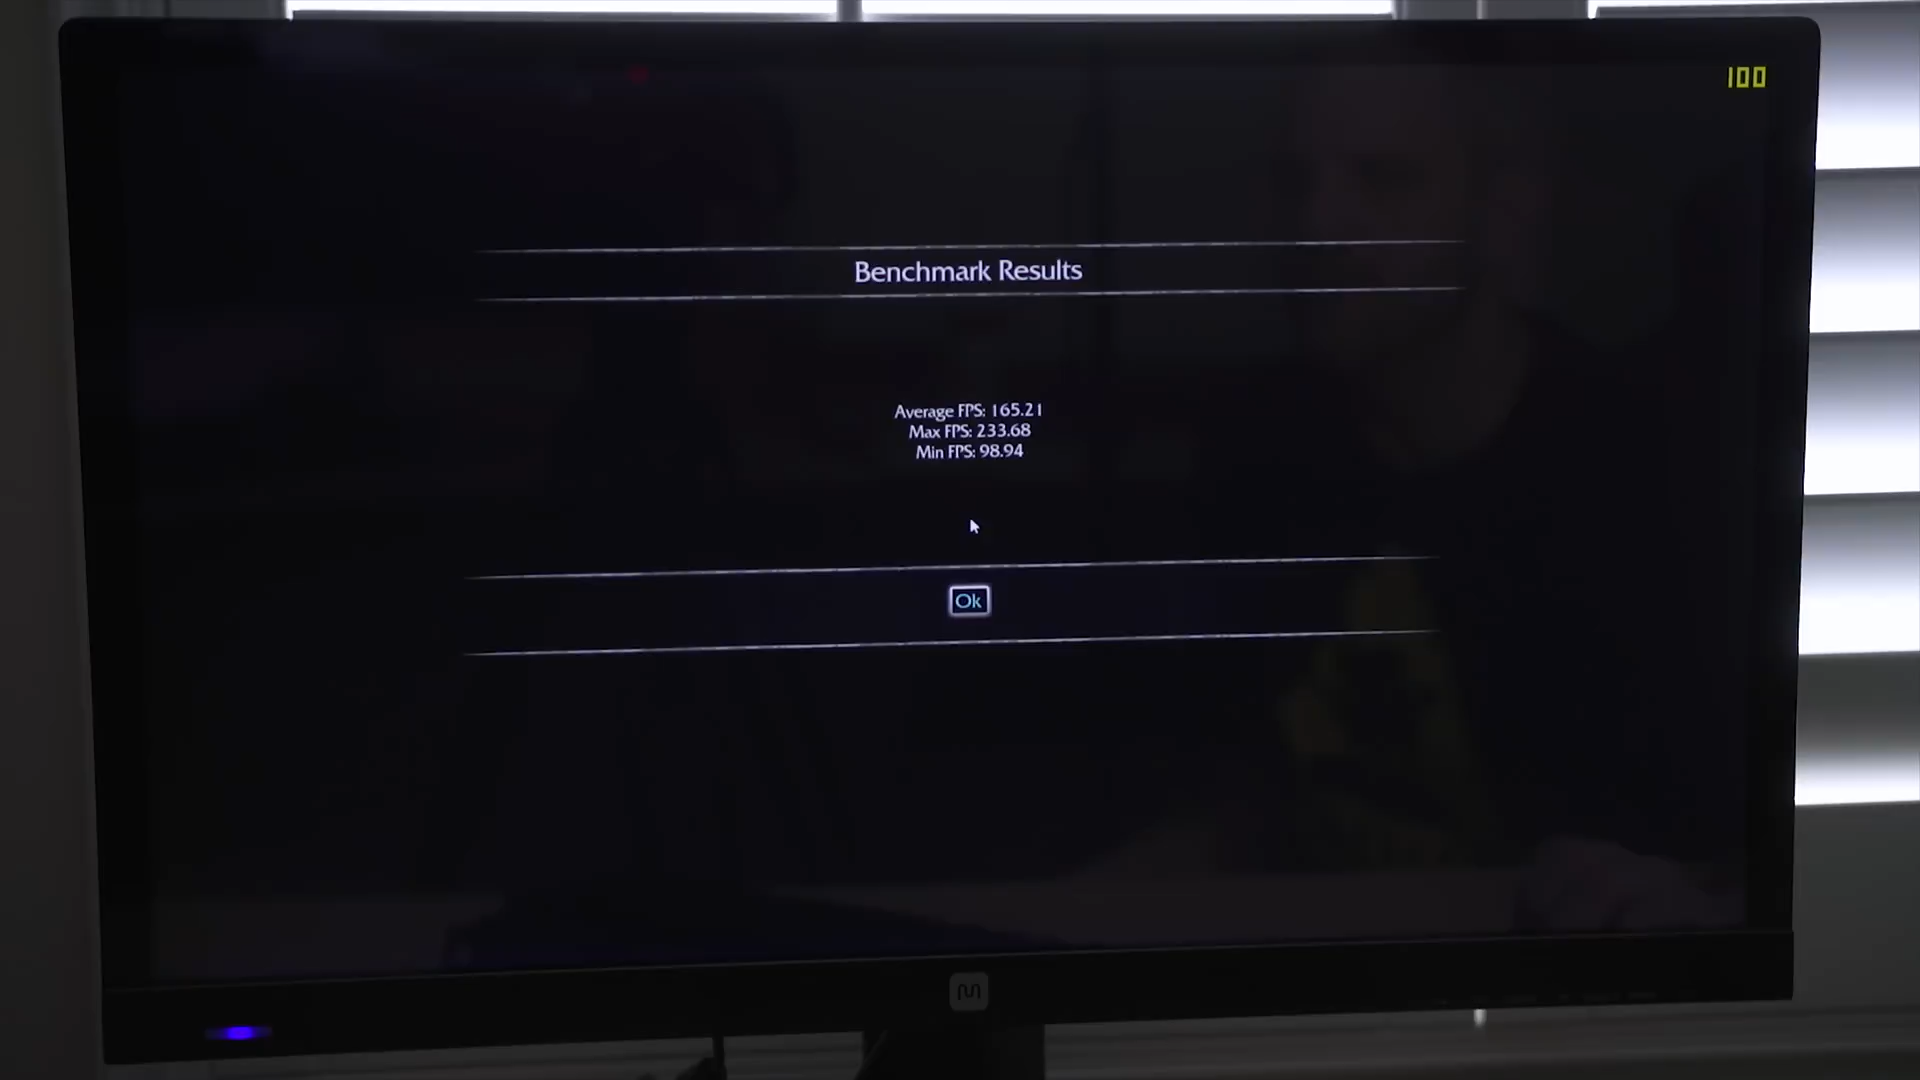 100
Benchmark Results
Average FPS: 165.21
Max FPS: 233.68
Min FPS: 98.94
Ok